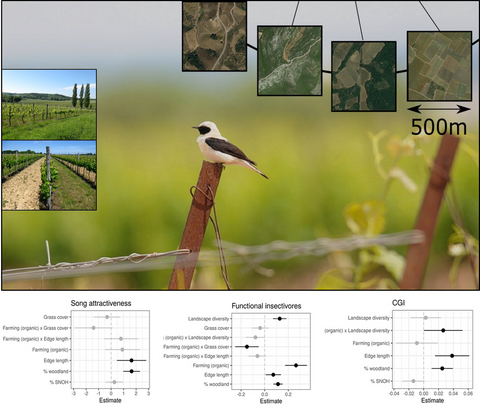 500m
Song attractiveness
Grass cover
Farming (organic) x Grass cover
Farming (organic) x Edge length
Farming (organic)
Edge length
% woodland
% SNOH
-3 -2 -1 0 1 2 3
Estimate
Functional insectivores
Landscape diversity
Grass cover
(organic) x Landscape diversity
Farming (organic) x Grass cover
Farming (organic) x Edge length
Farming (organic)
Edge length
% woodland
-0.2 0.0 0.2
Estimate
CGI
Landscape diversity
(organic) x Landscape diversity
Farming (organic)
Edge length
% woodland
% SNOH
-0.04 -0.02 0.00 0.02 0.04 0.06
Estimate